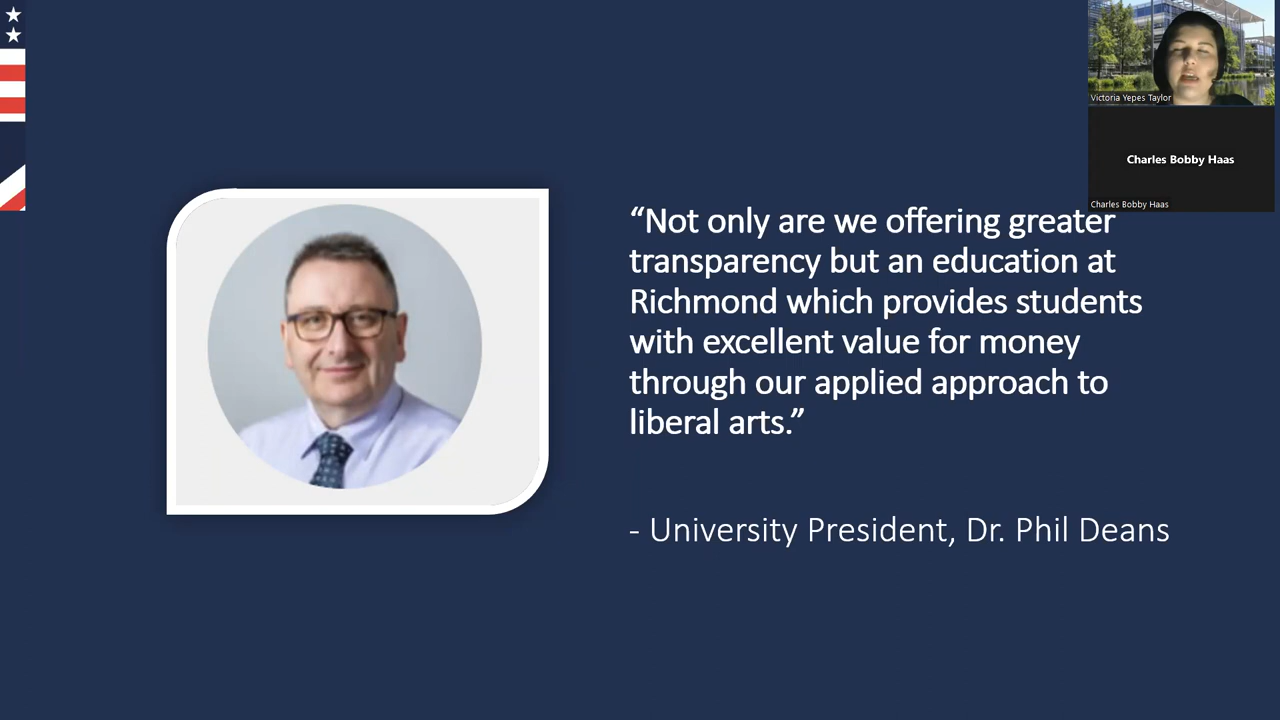 Victoria Yepes Taylor
Charles Bobby Haas
Charles Bobby Haas
“Not only are we offering greater
transparency but an education at
Richmond which provides students
with excellent value for money
through our applied approach to
liberal arts.”
- University President, Dr. Phil Deans